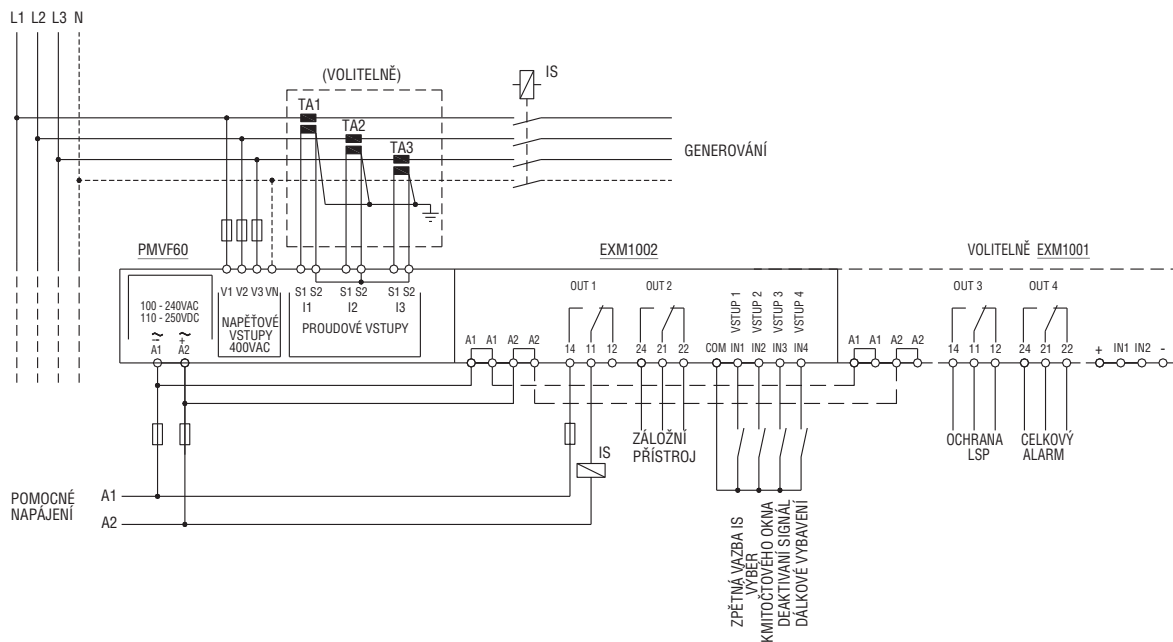 L1 L2 L3 N
(VOLITELNĚ)
IS
TA1
TA2
TA3
GENEROVÁNÍ
PMVF60
EXM1002
VOLITELNĚ EXM1001
V1 V2 V3 VN
S1 S2 S1 S2 S1 S2
I1 I2 I3
100 - 240VAC
110 - 250VDC
~ ~
- +
A1 A2
NAPĚŤOVÉ
VSTUPY
400VAC
PROUDOVÉ VSTUPY
OUT 1
OUT 2
VSTUP 1
VSTUP 2
VSTUP 3
VSTUP 4
OUT 3
OUT 4
A1 A1 A2 A2
14 11 12
24 21 22
COM IN1 IN2 IN3 IN4
A1 A1 A2 A2
14 11 12
24 21 22
+ IN1 IN2 -
ZÁLOŽNÍ
PŘÍSTROJ
OCHRANA
LSP
CELKOVÝ
ALARM
IS
POMOCNÉ
NAPÁJENÍ
A1
A2
ZPĚTNÁ VAZBA IS
VÝBĚR
KMITOČTOVÉHO OKNA
DEAKTIVANÍ SIGNÁL
DÁLKOVÉ VYBAVENÍ